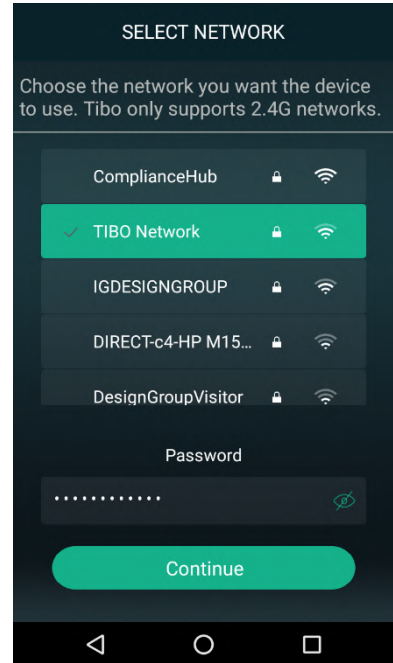 SELECT NETWORK
Choose the network you want the device
to use. Tibo only supports 2.4G networks.
ComplianceHub
TIBO Network
IGDESIGNGROUP
DIRECT-c4-HP M15...
DesignGroupVisitor
Password
............
Continue